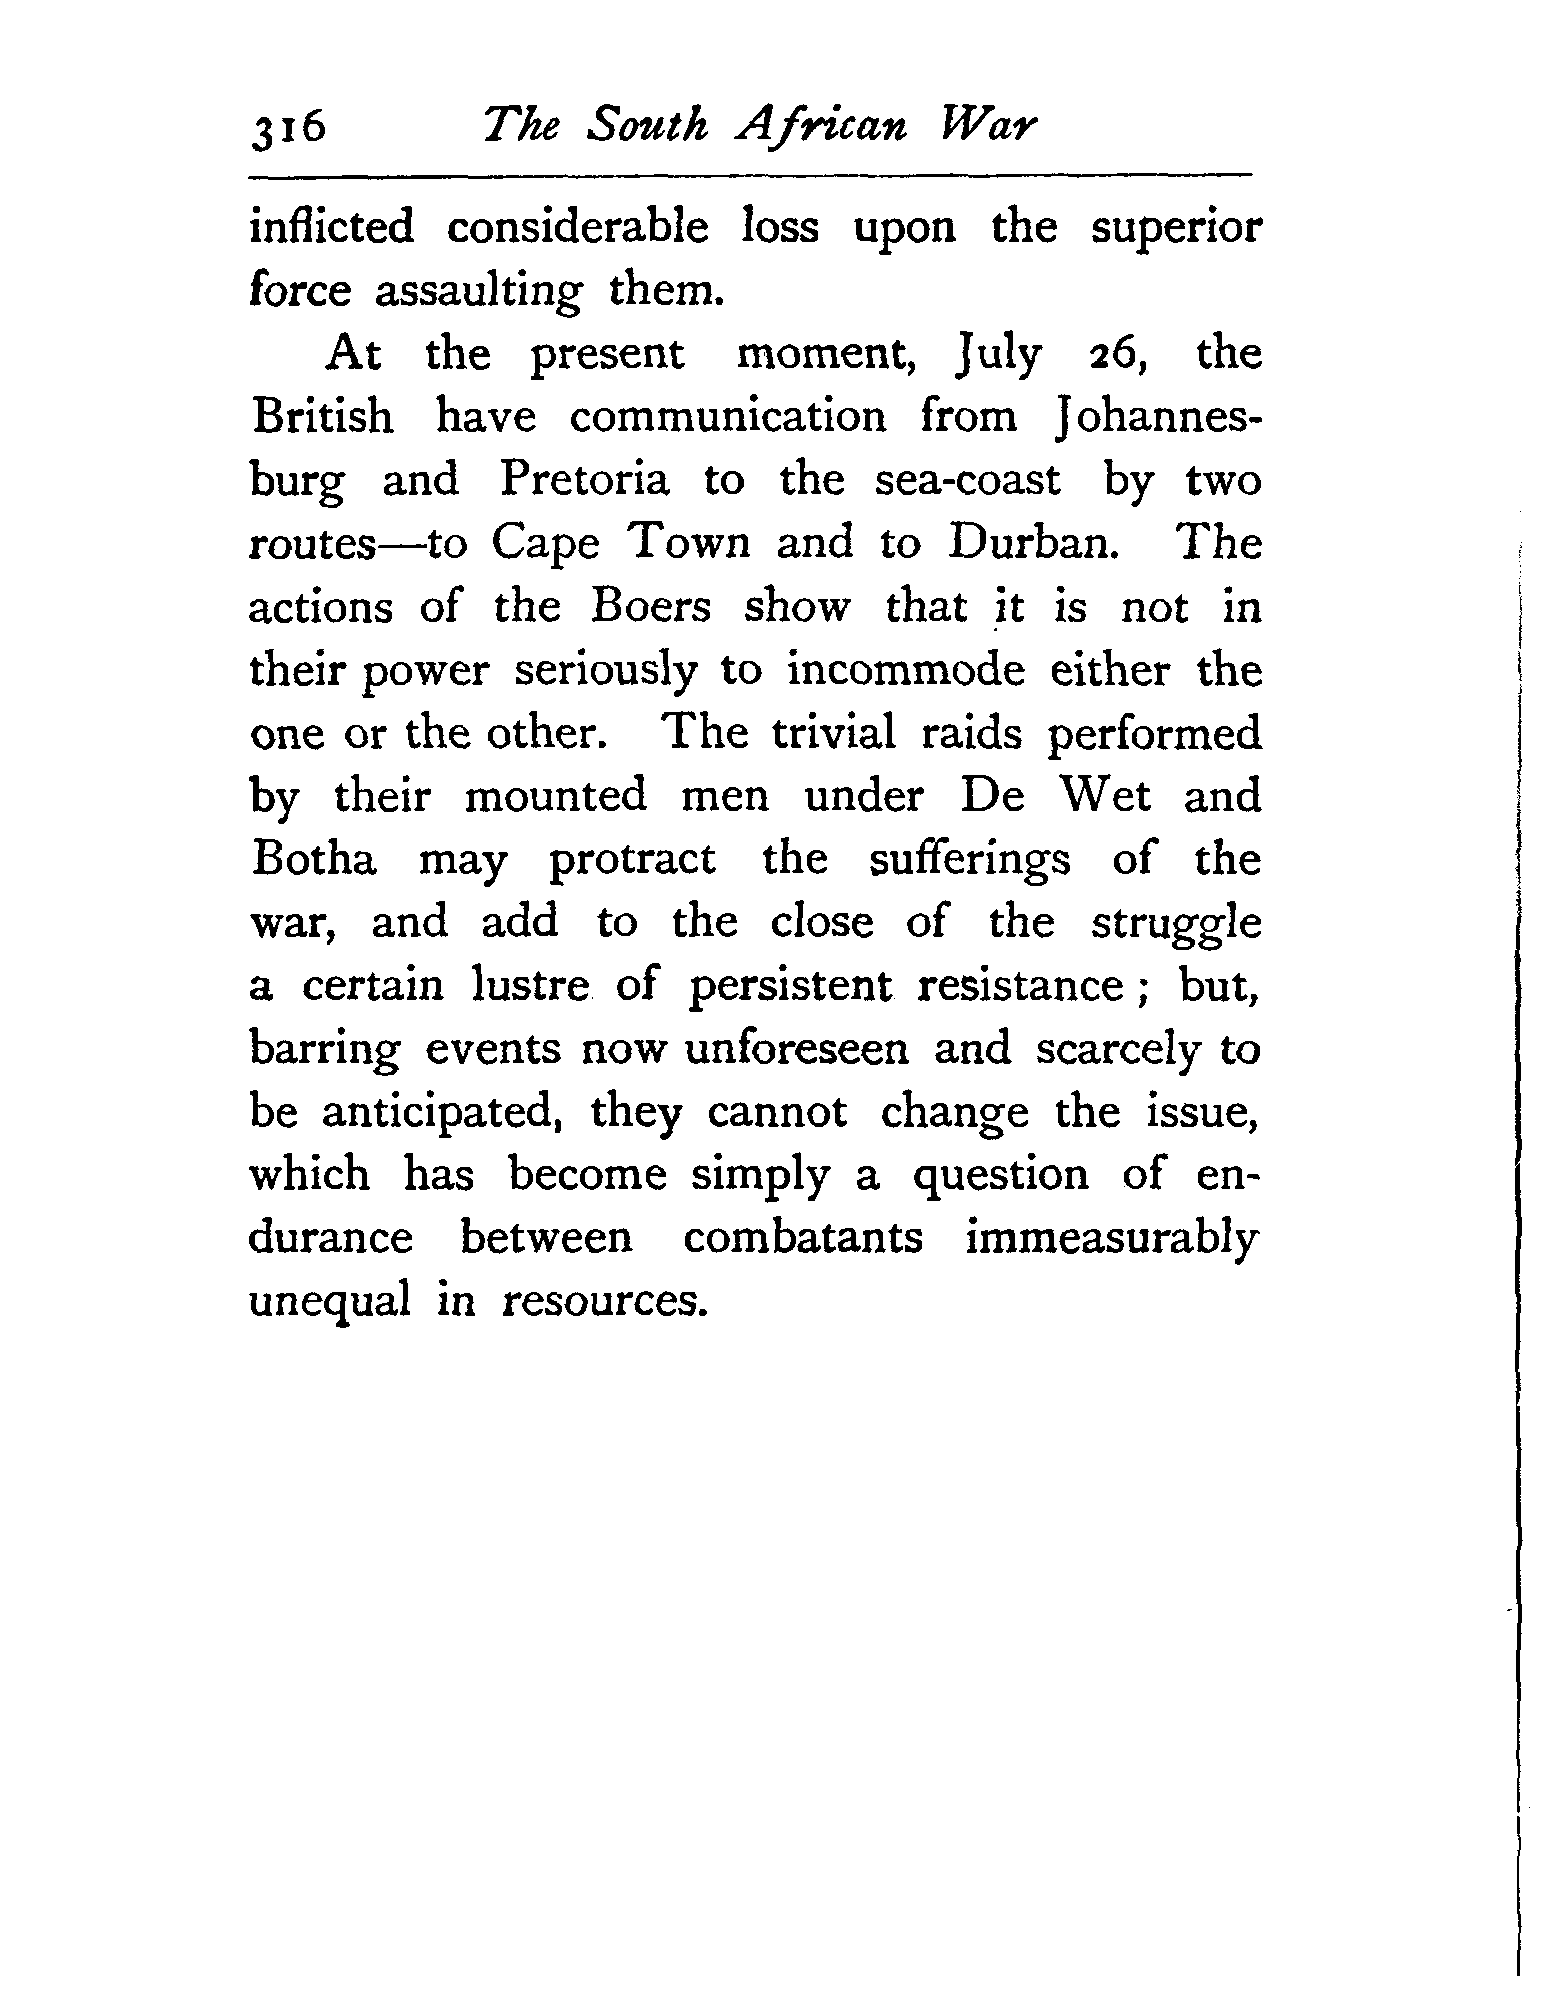 316 The South African War
inflicted considerable loss upon the superior
force assaulting them.
At the present moment, July 26, the
British have communication from Johannes-
burg and Pretoria to the sea-coast by two
routes—to Cape Town and to Durban. The
actions of the Boers show that it is not in
their power seriously to incommode either the
one or the other. The trivial raids performed
by their mounted men under De Wet and
Botha may protract the sufferings of the
war, and add to the close of the struggle
a certain lustre of persistent resistance ; but,
barring events now unforeseen and scarcely to
be anticipated, they cannot change the issue,
which has become simply a question of en-
durance between combatants immeasurably
unequal in resources.